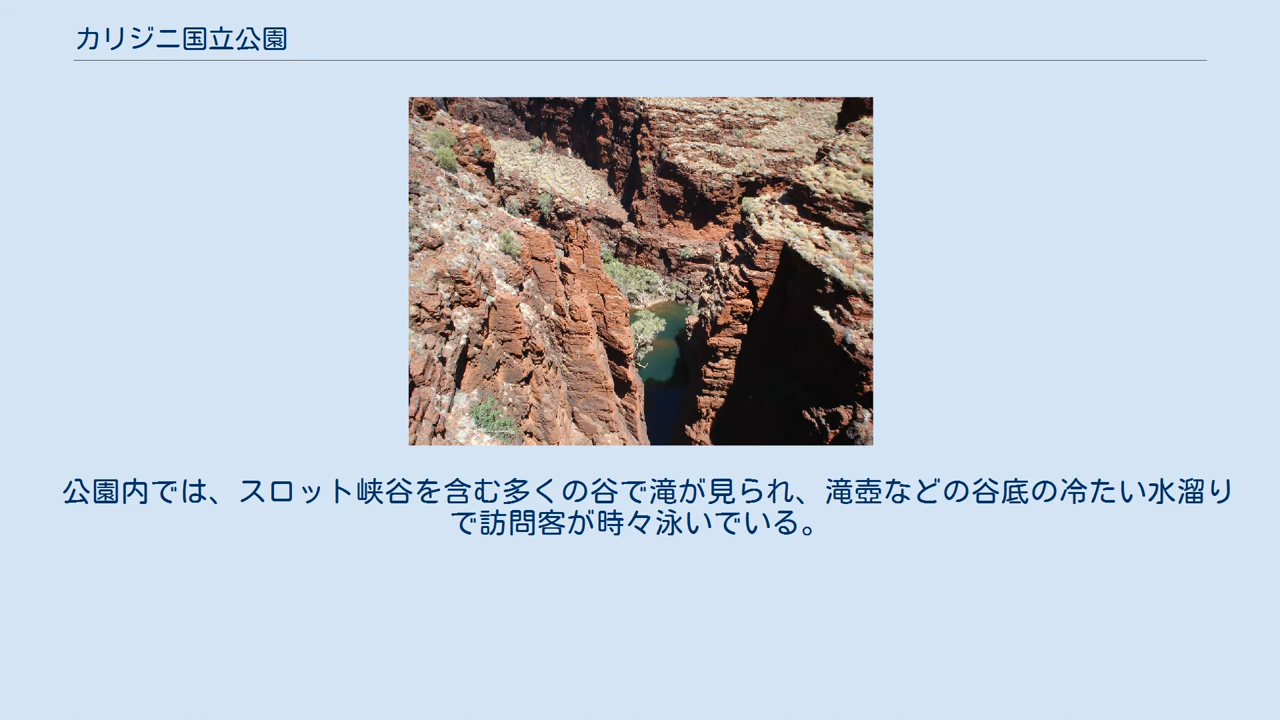 カリジニ国立公園
公園内では、スロット峡谷を含む多くの谷で滝が見られ、滝壺などの谷底の冷たい水溜り
で訪問客が時々泳いでいる。